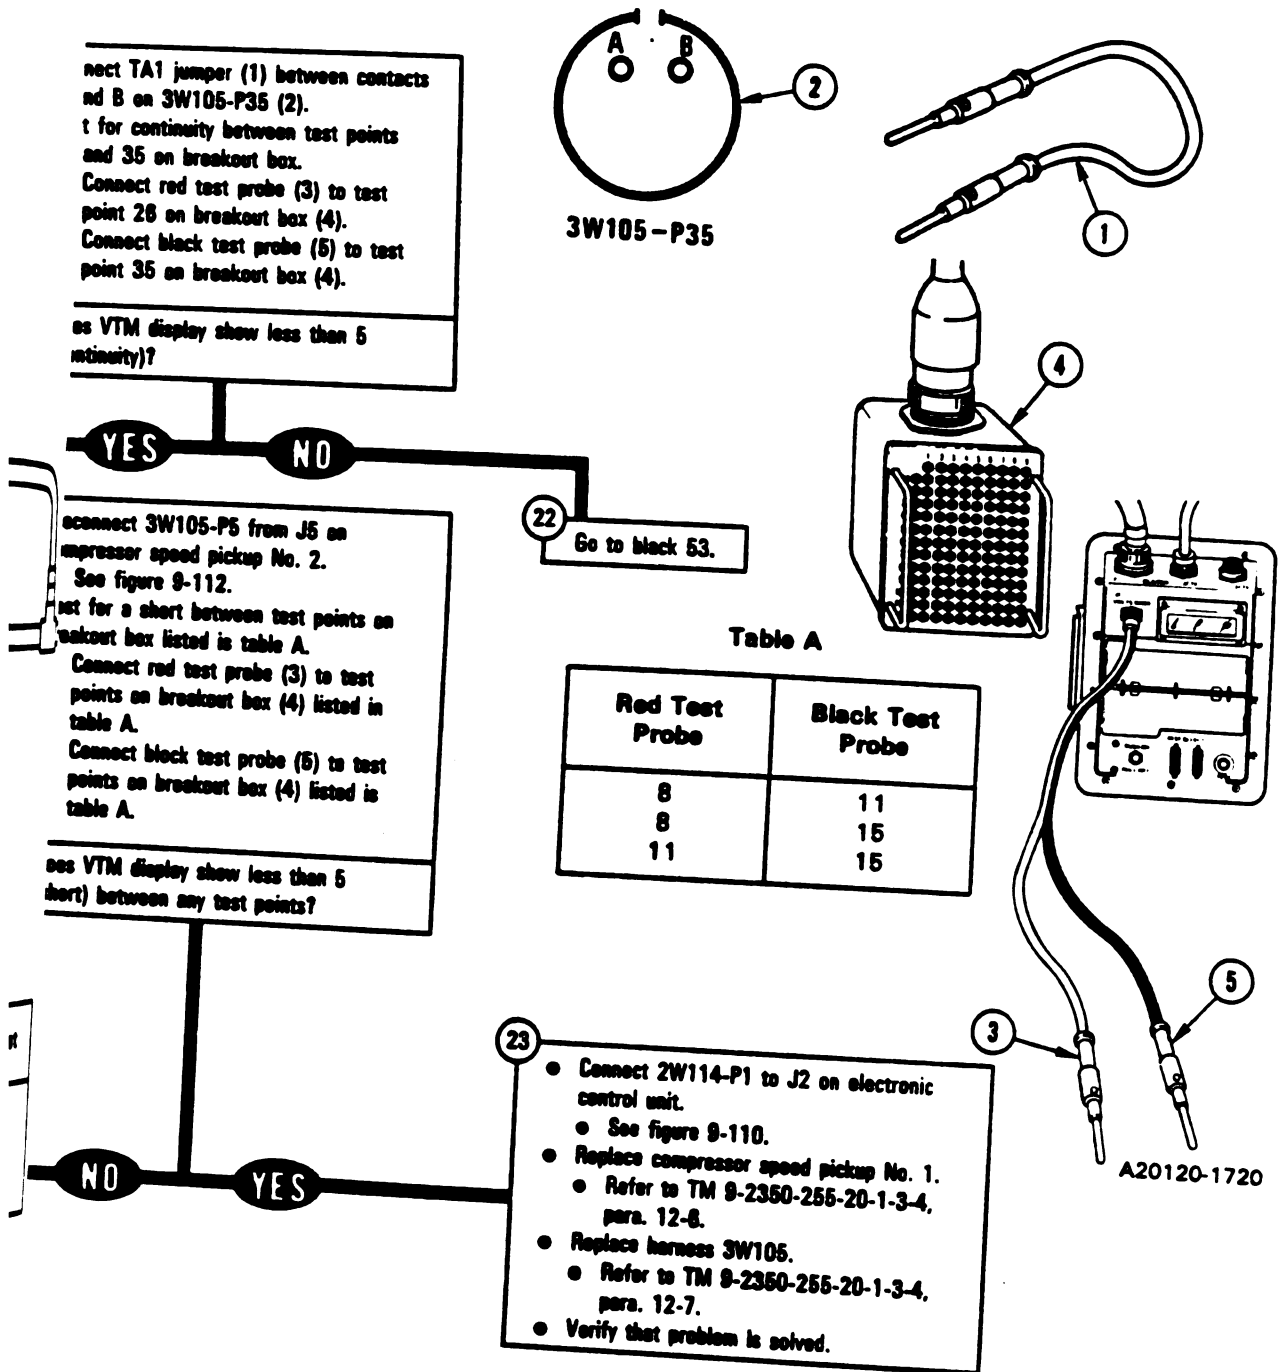 nect TA1 jumper (1) between contacts
nd B on 3W105-P35 (2).
t for continuity between test points
and 35 on breakout box.
Connect red test probe (3) to test
point 26 on breakout box (4).
Connect black test probe (5) to test
point 35 on breakout box (4).
es VTM display show less than 5
ntinuity)?
YES
NO
A B
2
3W105-P35
1
4
22
Go to block 53.
sconnect 3W105-P5 from J5 on
mpressor speed pickup No. 2.
See figure 9-112.
est for a short between test points on
reakout box listed is table A.
Connect red test probe (3) to test
points on breakout box (4) listed in
table A.
Connect block test probe (5) to test
points on breakout box (4) listed is
table A.
oes VTM display show less than 5
short) between any test points?
Table A
Red Test Probe
Black Test Probe
8 11
8 15
11 15
3
5
NO
YES
23
● Connect 2W114-P1 to J2 on electronic
control unit.
● See figure 9-110.
● Replace compressor speed pickup No. 1.
● Refer to TM 9-2350-255-20-1-3-4,
para. 12-6.
● Replace harness 3W105.
● Refer to TM 9-2350-255-20-1-3-4,
para. 12-7.
● Verify that problem is solved.
A20120-1720